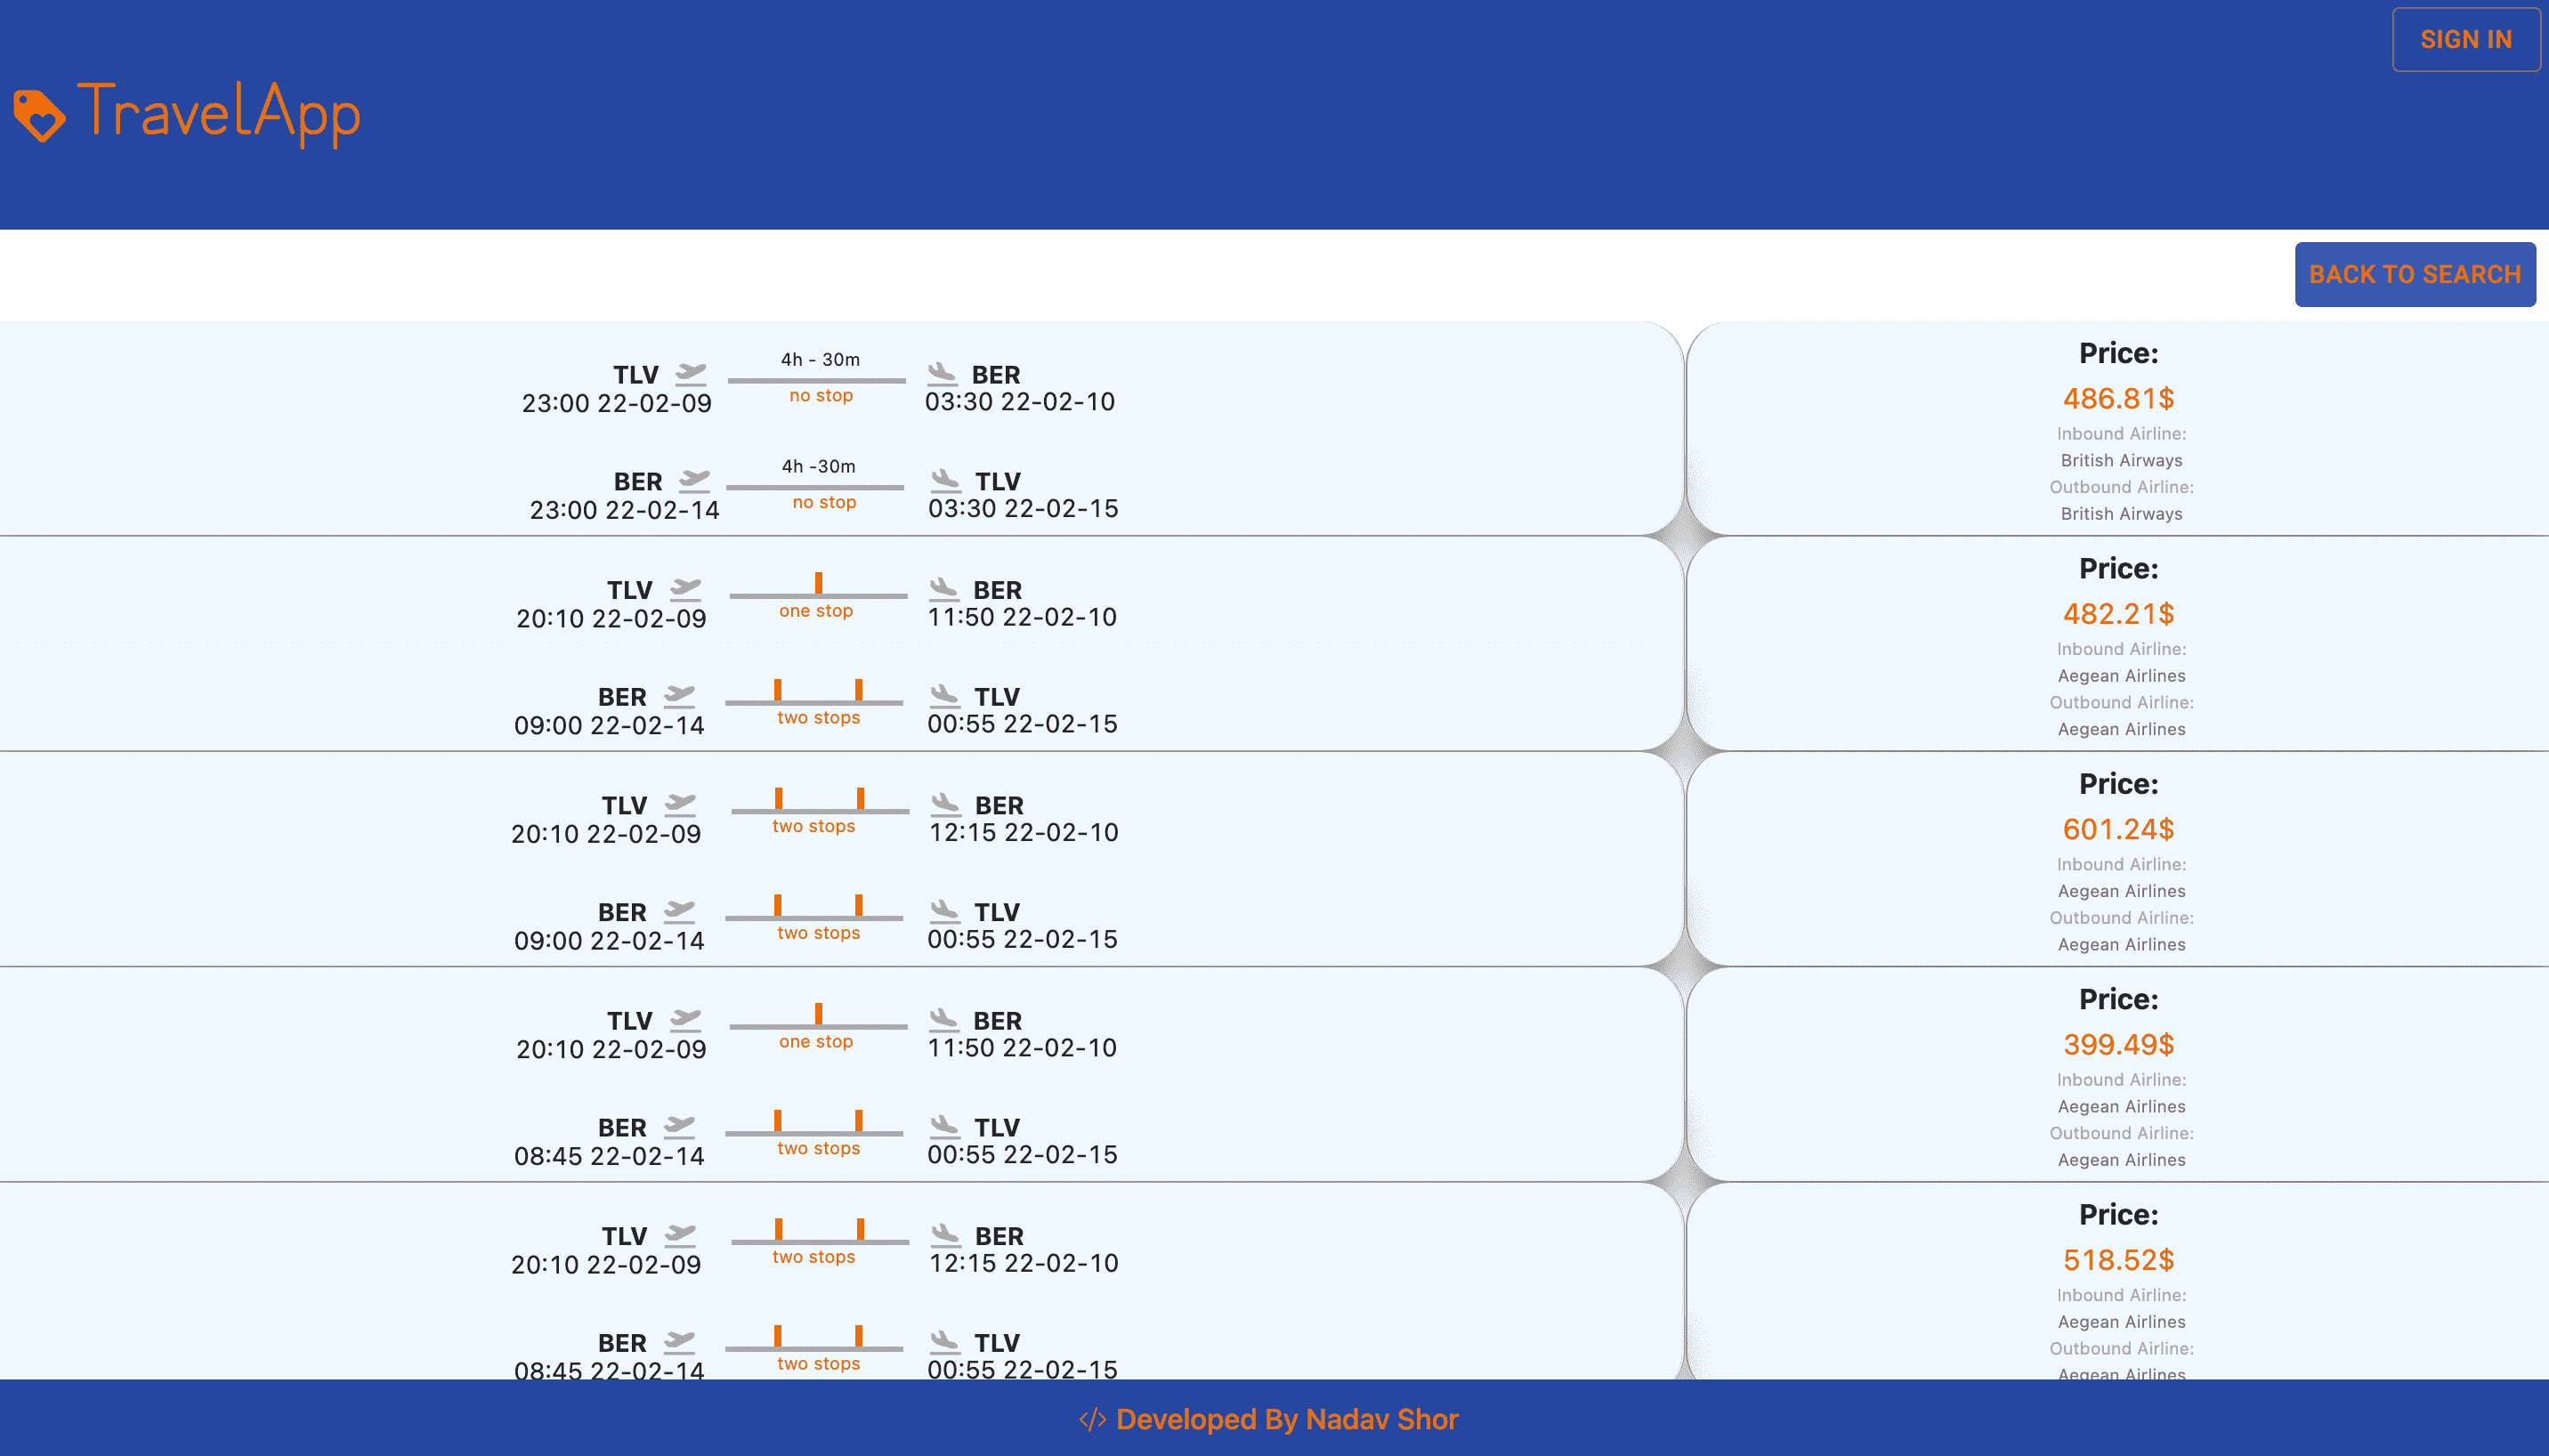 SIGN IN
TravelApp
BACK TO SEARCH
4h - 30m
TLV BER
no stop
23:00 22-02-09 03:30 22-02-10
4h -30m
BER TLV
no stop
23:00 22-02-14 03:30 22-02-15
Price:
486.81$
Inbound Airline:
British Airways
Outbound Airline:
British Airways
TLV BER
one stop
20:10 22-02-09 11:50 22-02-10
BER TLV
two stops
09:00 22-02-14 00:55 22-02-15
Price:
482.21$
Inbound Airline:
Aegean Airlines
Outbound Airline:
Aegean Airlines
TLV BER
two stops
20:10 22-02-09 12:15 22-02-10
BER TLV
two stops
09:00 22-02-14 00:55 22-02-15
Price:
601.24$
Inbound Airline:
Aegean Airlines
Outbound Airline:
Aegean Airlines
TLV BER
one stop
20:10 22-02-09 11:50 22-02-10
BER TLV
two stops
08:45 22-02-14 00:55 22-02-15
Price:
399.49$
Inbound Airline:
Aegean Airlines
Outbound Airline:
Aegean Airlines
TLV BER
two stops
20:10 22-02-09 12:15 22-02-10
BER TLV
two stops
08:45 22-02-14 00:55 22-02-15
Price:
518.52$
Inbound Airline:
Aegean Airlines
Outbound Airline:
Aegean Airlines
</> Developed By Nadav Shor